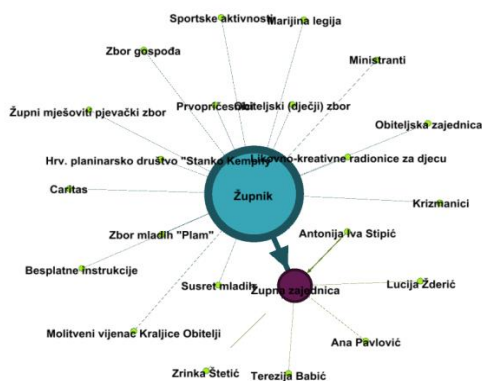 Sportske aktivnosti
Marijina legija
Zbor gospođa
Ministranti
Prvopričesnici
Obiteljski (dječji) zbor
Župni mješoviti pjevački zbor
Obiteljska zajednica
Hrv. planinarsko društvo "Stanko Kempny"
Likovno-kreativne radionice za djecu
Caritas
Župnik
Krizmanici
Zbor mladih "Plam"
Antonija Iva Stipić
Besplatne instrukcije
Susret mladih
Župna zajednica
Lucija Žderić
Molitveni vijenac Kraljice Obitelji
Ana Pavlović
Zrinka Štetić
Terezija Babić